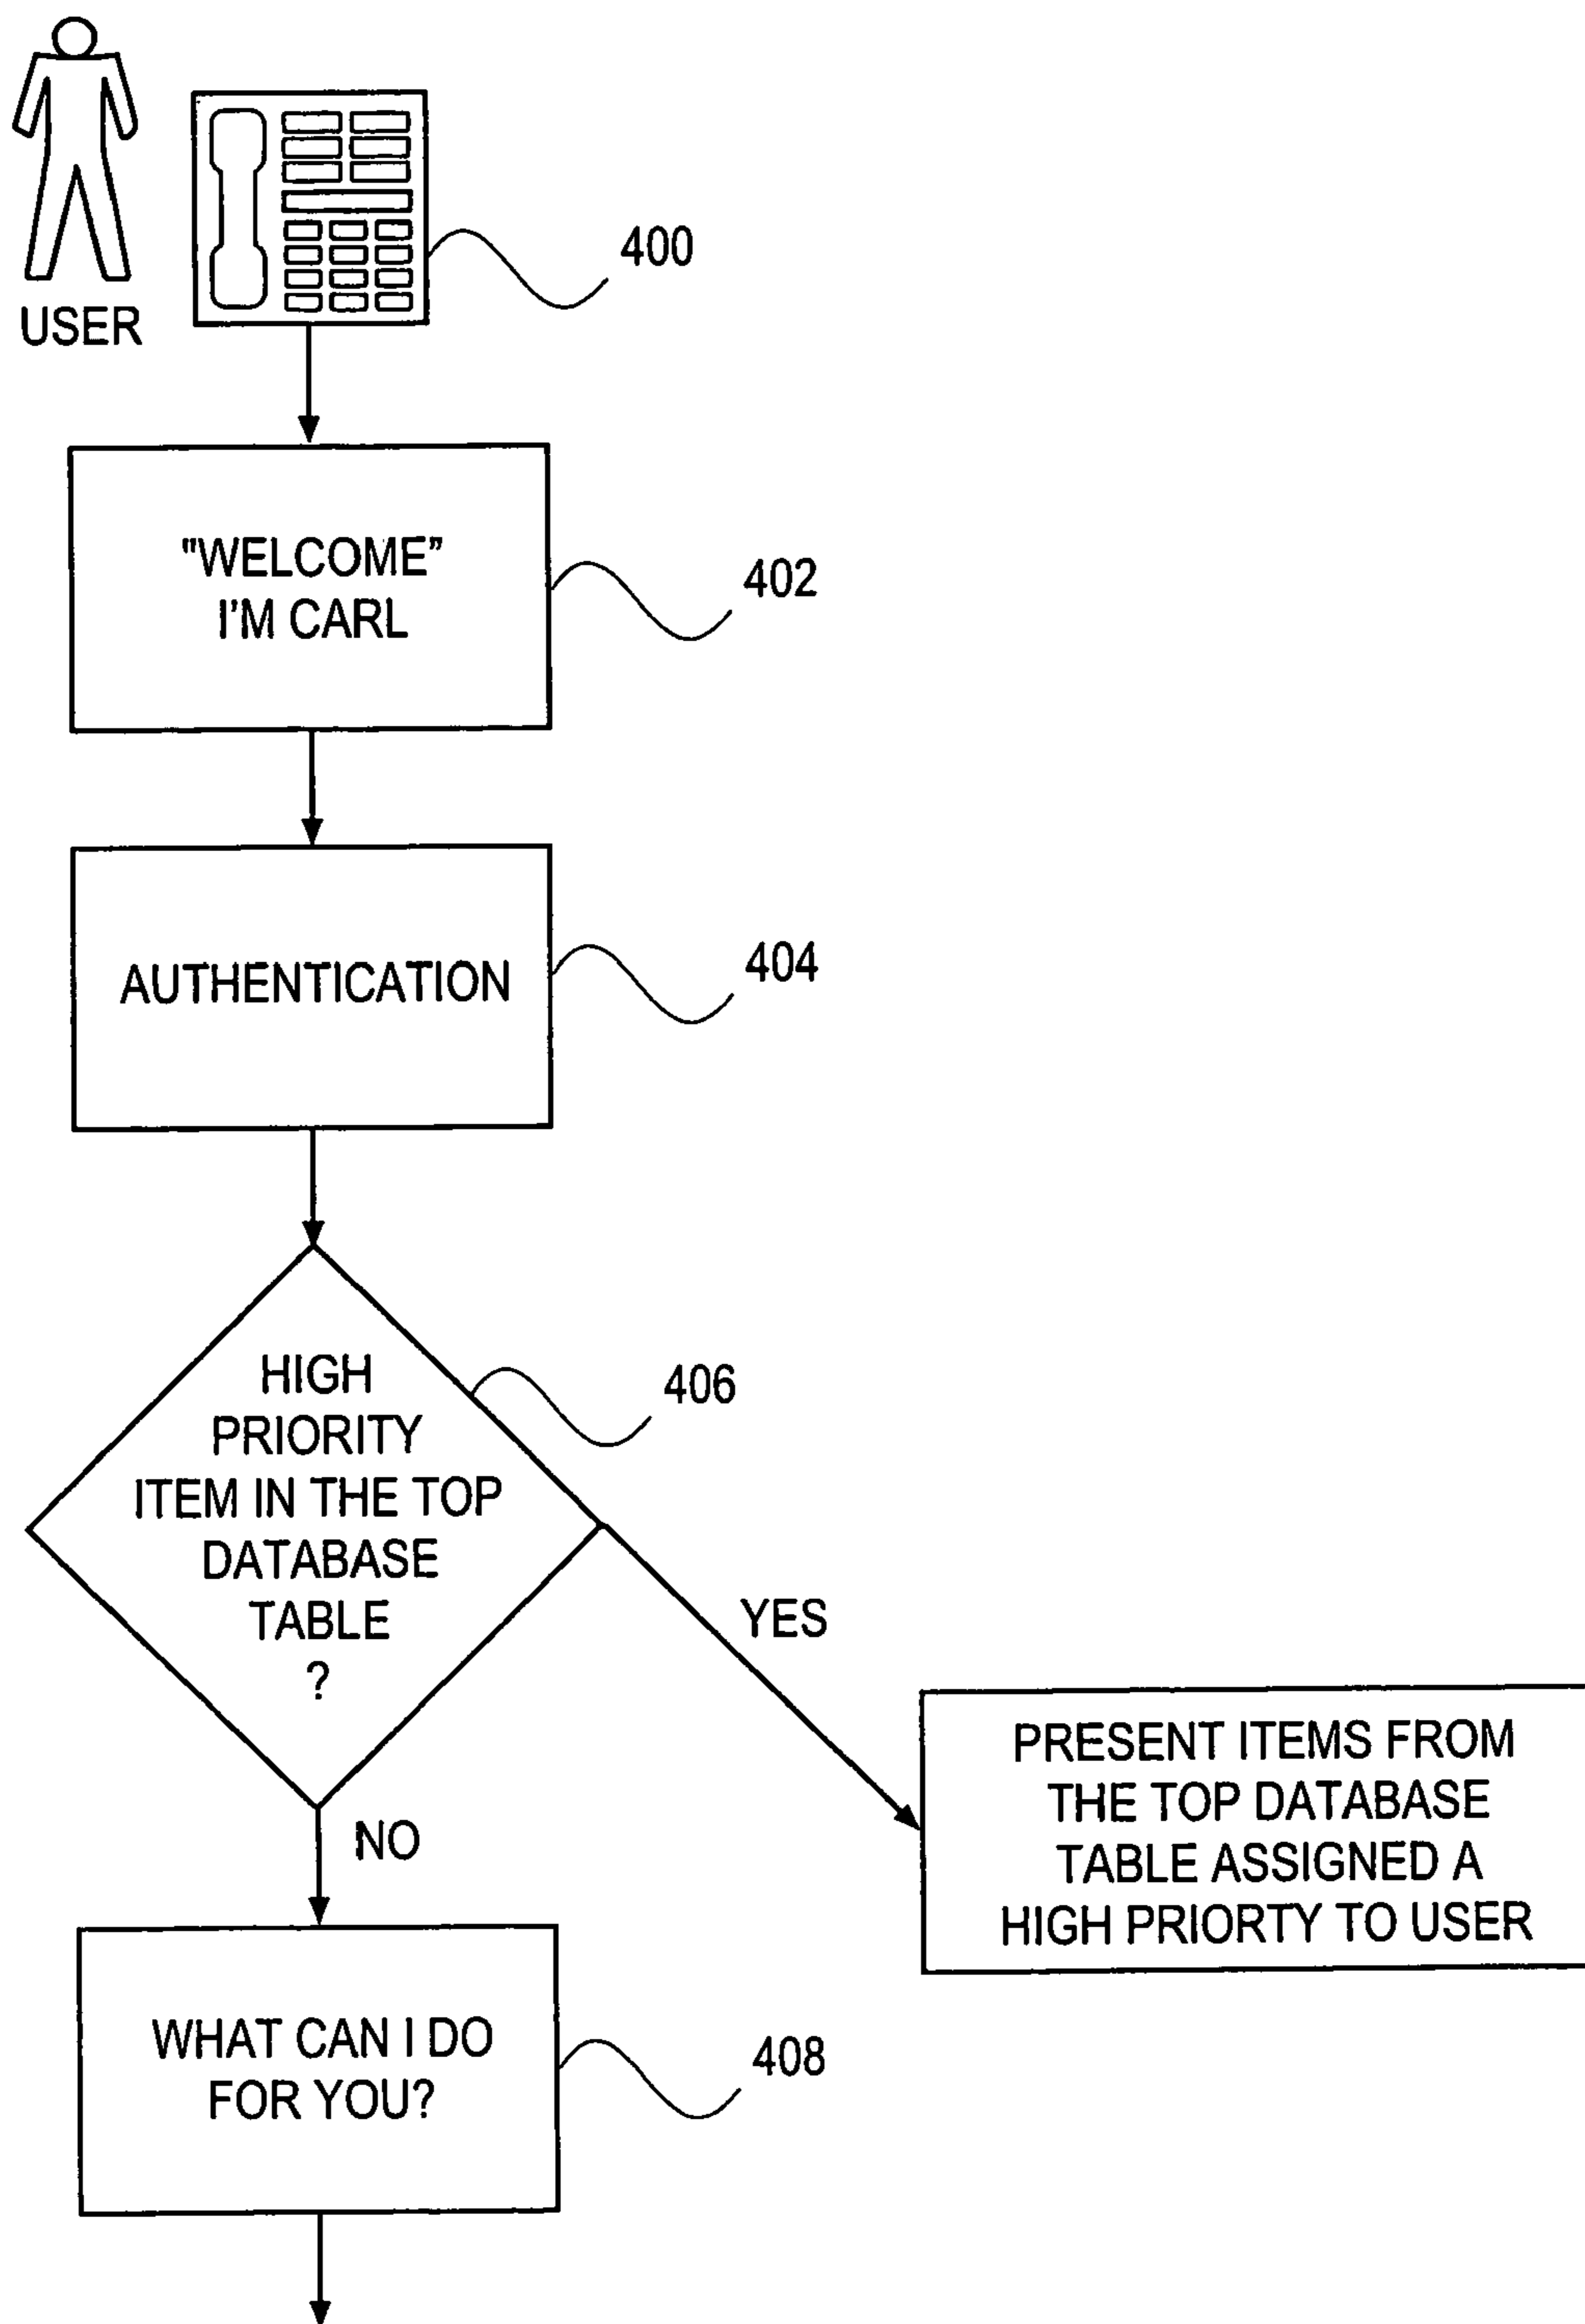 USER
400
"WELCOME”
I'M CARL
402
AUTHENTICATION
404
HIGH
PRIORITY
ITEM IN THE TOP
DATABASE
TABLE
?
406
YES
PRESENT ITEMS FROM
THE TOP DATABASE
TABLE ASSIGNED A
HIGH PRIORTY TO USER
NO
WHAT CAN I DO
FOR YOU?
408